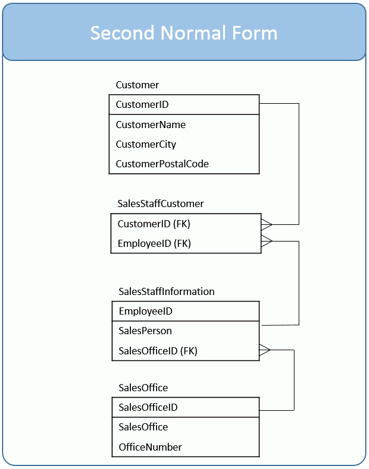 Second Normal Form
Customer
CustomerID
CustomerName
CustomerCity
CustomerPostalCode
SalesStaffCustomer
CustomerID (FK)
EmployeeID (FK)
SalesStaffInformation
EmployeeID
SalesPerson
SalesOfficeID (FK)
SalesOffice
SalesOfficeID
SalesOffice
OfficeNumber